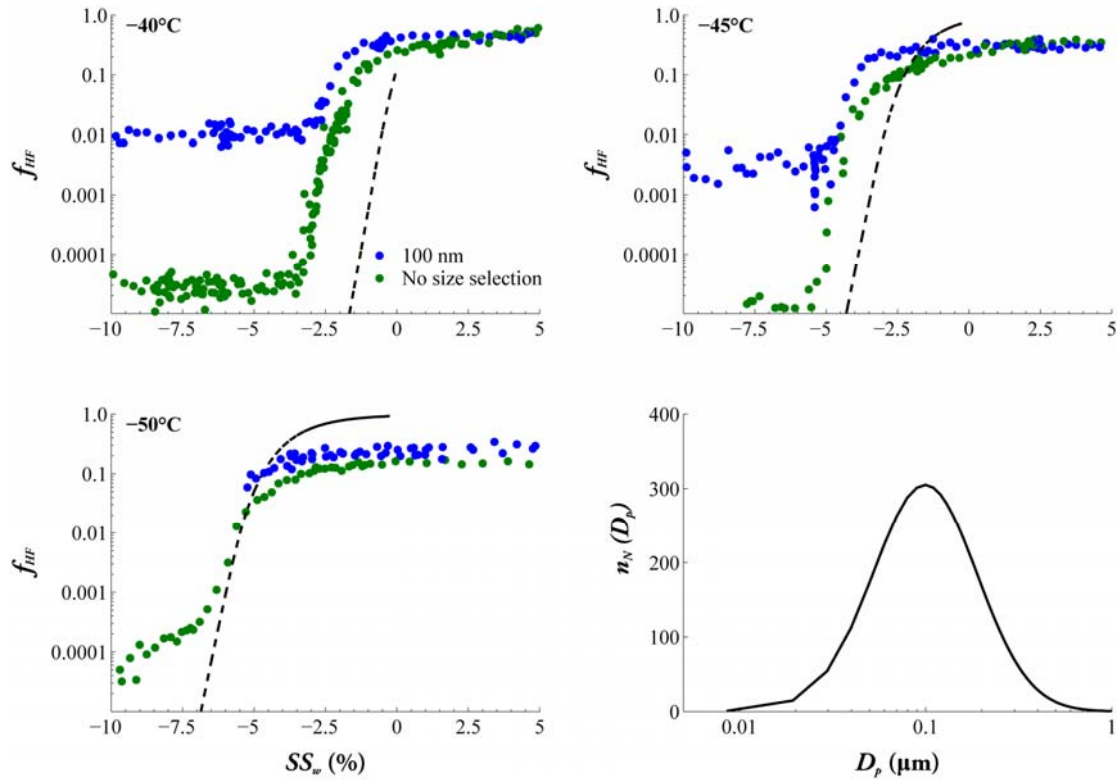 −40°C
1.0
0.1
0.01
0.001
0.0001
f_HF
100 nm
No size selection
−10 −7.5 −5 −2.5 0 2.5 5
−45°C
1.0
0.1
0.01
0.001
0.0001
f_HF
−10 −7.5 −5 −2.5 0 2.5 5
−50°C
1.0
0.1
0.01
0.001
0.0001
f_HF
−10 −7.5 −5 −2.5 0 2.5 5
SS_w (%)
400
300
200
100
0
n_N (D_p)
0.01 0.1 1
D_p (μm)